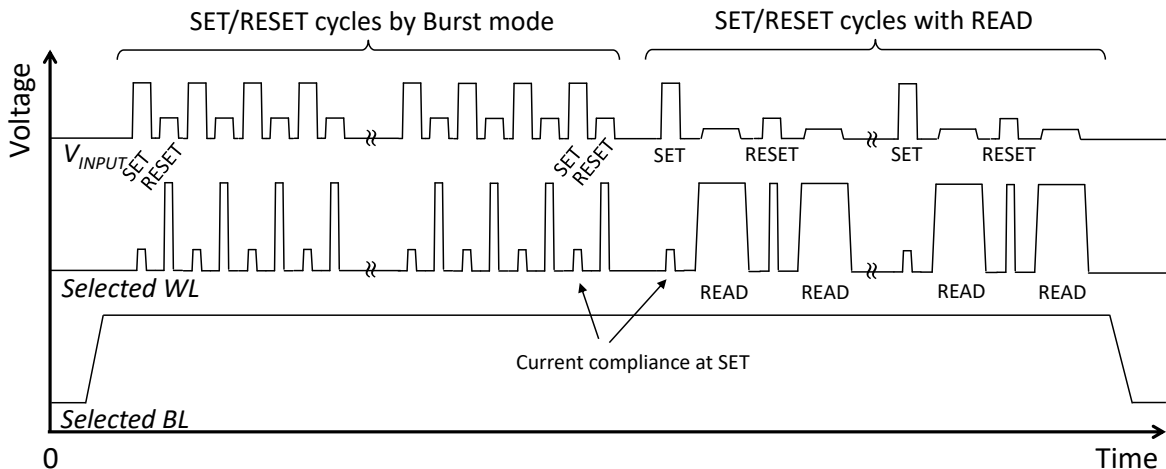 SET/RESET cycles by Burst mode
SET/RESET cycles with READ
Voltage
V_INPUT
SET
RESET
SET
RESET
SET
RESET
SET
RESET
Selected WL
READ
READ
READ
READ
Current compliance at SET
Selected BL
0
Time